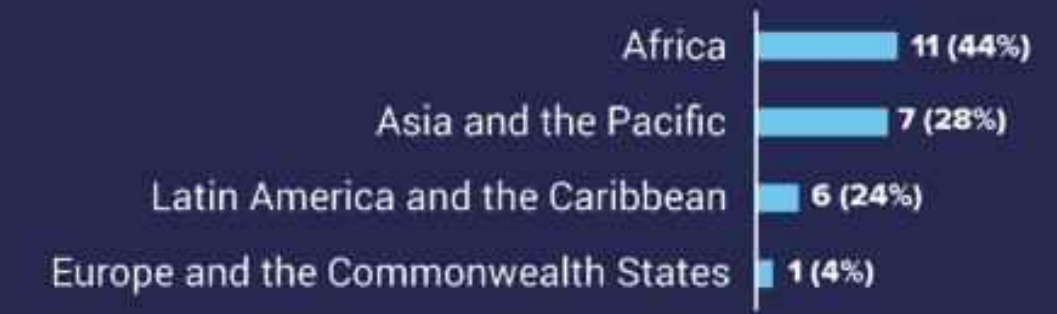 Africa 11 (44%)
Asia and the Pacific 7 (28%)
Latin America and the Caribbean 6 (24%)
Europe and the Commonwealth States 1 (4%)